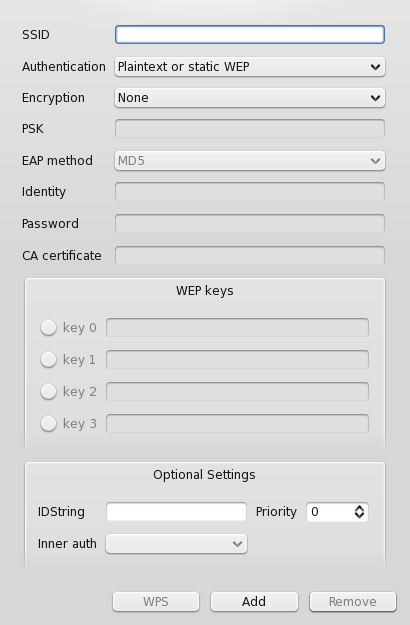 SSID
Authentication Plaintext or static WEP
Encryption None
PSK
EAP method MD5
Identity
Password
CA certificate
WEP keys
key 0
key 1
key 2
key 3
Optional Settings
IDString Priority 0
Inner auth
WPS Add Remove